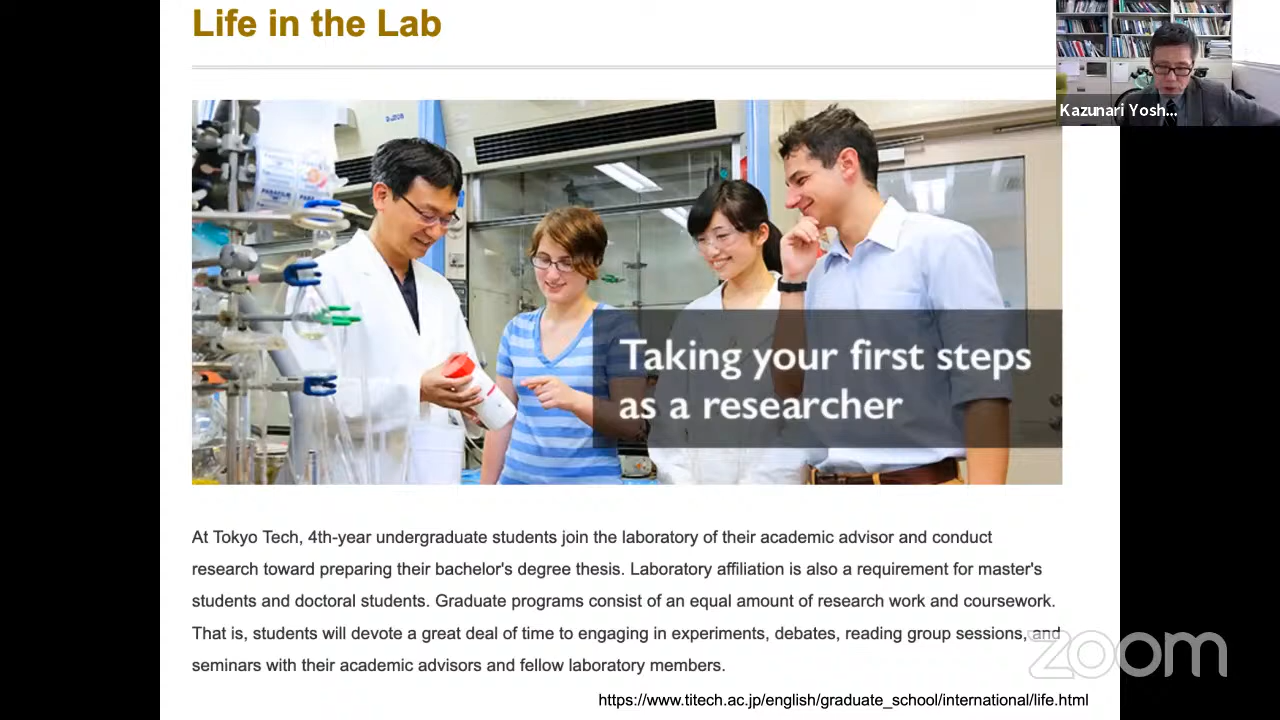 Life in the Lab
Kazunari Yosh...
PARAFILM
Taking your first steps
as a researcher
At Tokyo Tech, 4th-year undergraduate students join the laboratory of their academic advisor and conduct
research toward preparing their bachelor's degree thesis. Laboratory affiliation is also a requirement for master's
students and doctoral students. Graduate programs consist of an equal amount of research work and coursework.
That is, students will devote a great deal of time to engaging in experiments, debates, reading group sessions, and
seminars with their academic advisors and fellow laboratory members.
zoom
https://www.titech.ac.jp/english/graduate_school/international/life.html